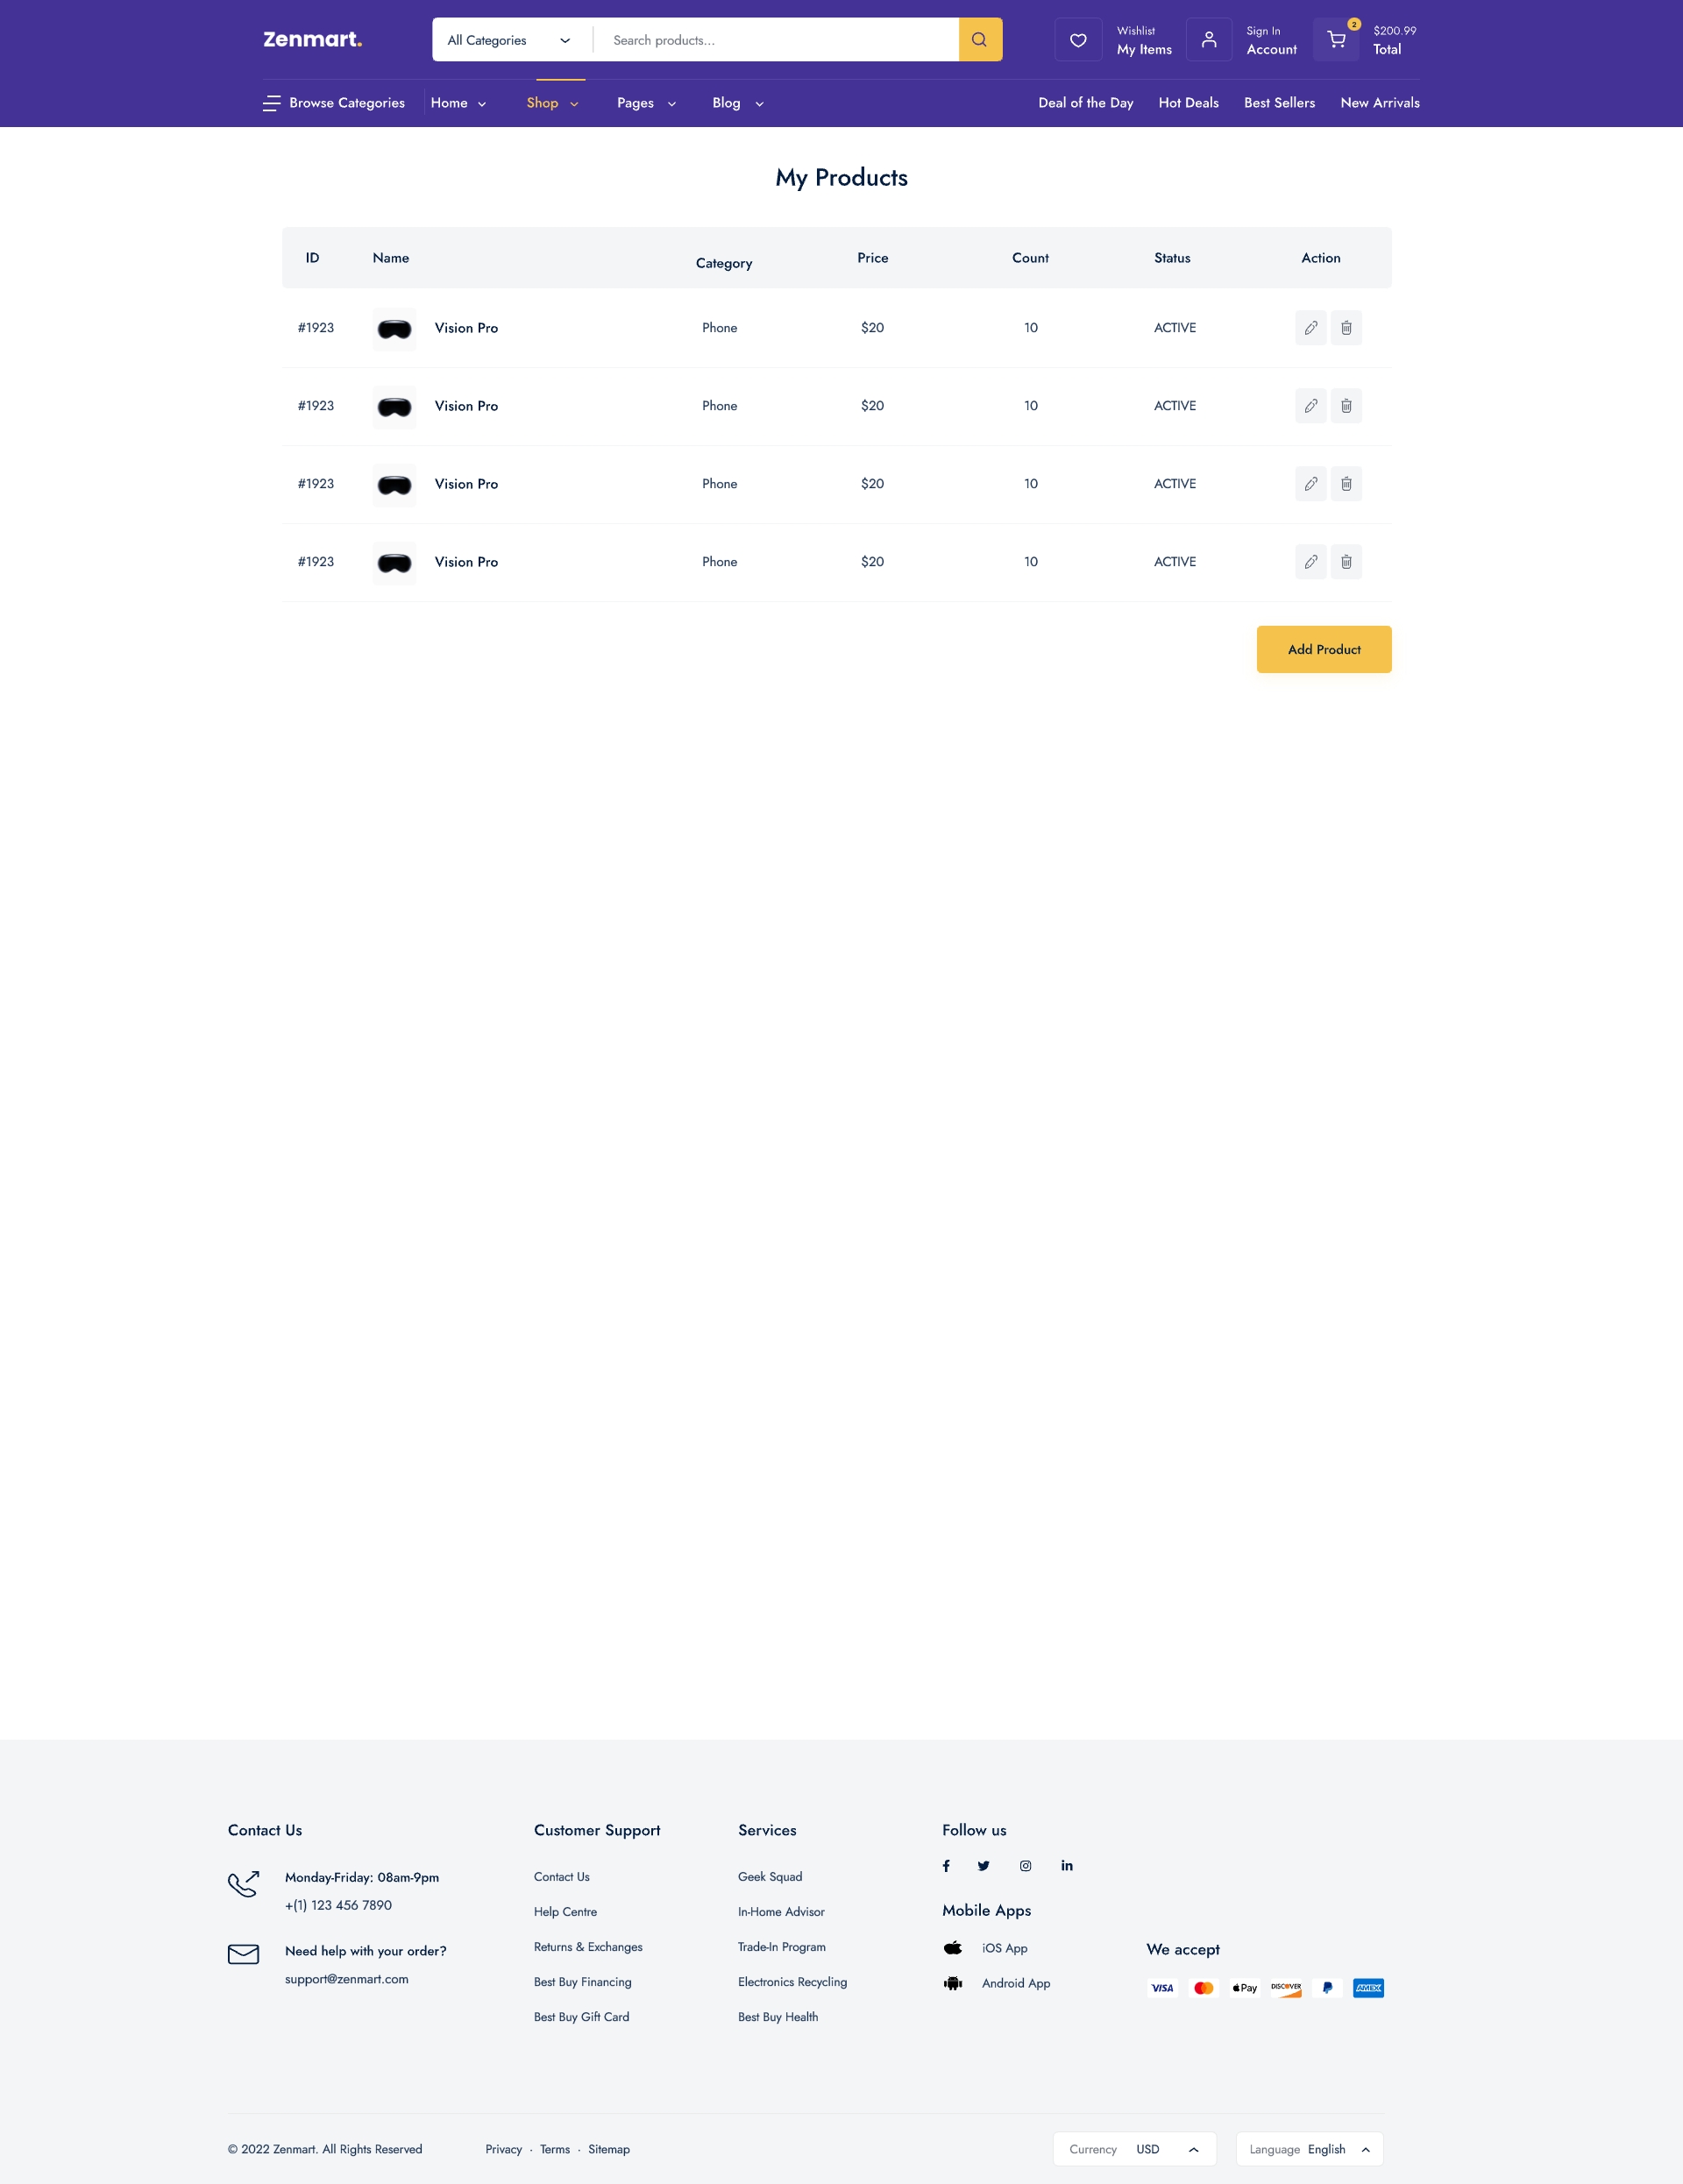 Zenmart.
All Categories
Search products...
Wishlist
My Items
Sign In
Account
2
$200.99
Total
Browse Categories
Home
Shop
Pages
Blog
Deal of the Day
Hot Deals
Best Sellers
New Arrivals
My Products
ID Name Category Price Count Status Action
#1923 Vision Pro Phone $20 10 ACTIVE
#1923 Vision Pro Phone $20 10 ACTIVE
#1923 Vision Pro Phone $20 10 ACTIVE
#1923 Vision Pro Phone $20 10 ACTIVE
Add Product
Contact Us
Monday-Friday: 08am-9pm
+(1) 123 456 7890
Need help with your order?
support@zenmart.com
Customer Support
Contact Us
Help Centre
Returns & Exchanges
Best Buy Financing
Best Buy Gift Card
Services
Geek Squad
In-Home Advisor
Trade-In Program
Electronics Recycling
Best Buy Health
Follow us
Mobile Apps
iOS App
Android App
We accept
VISA
Pay
DISCOVER
AMEX
© 2022 Zenmart. All Rights Reserved
Privacy · Terms · Sitemap
Currency USD
Language English